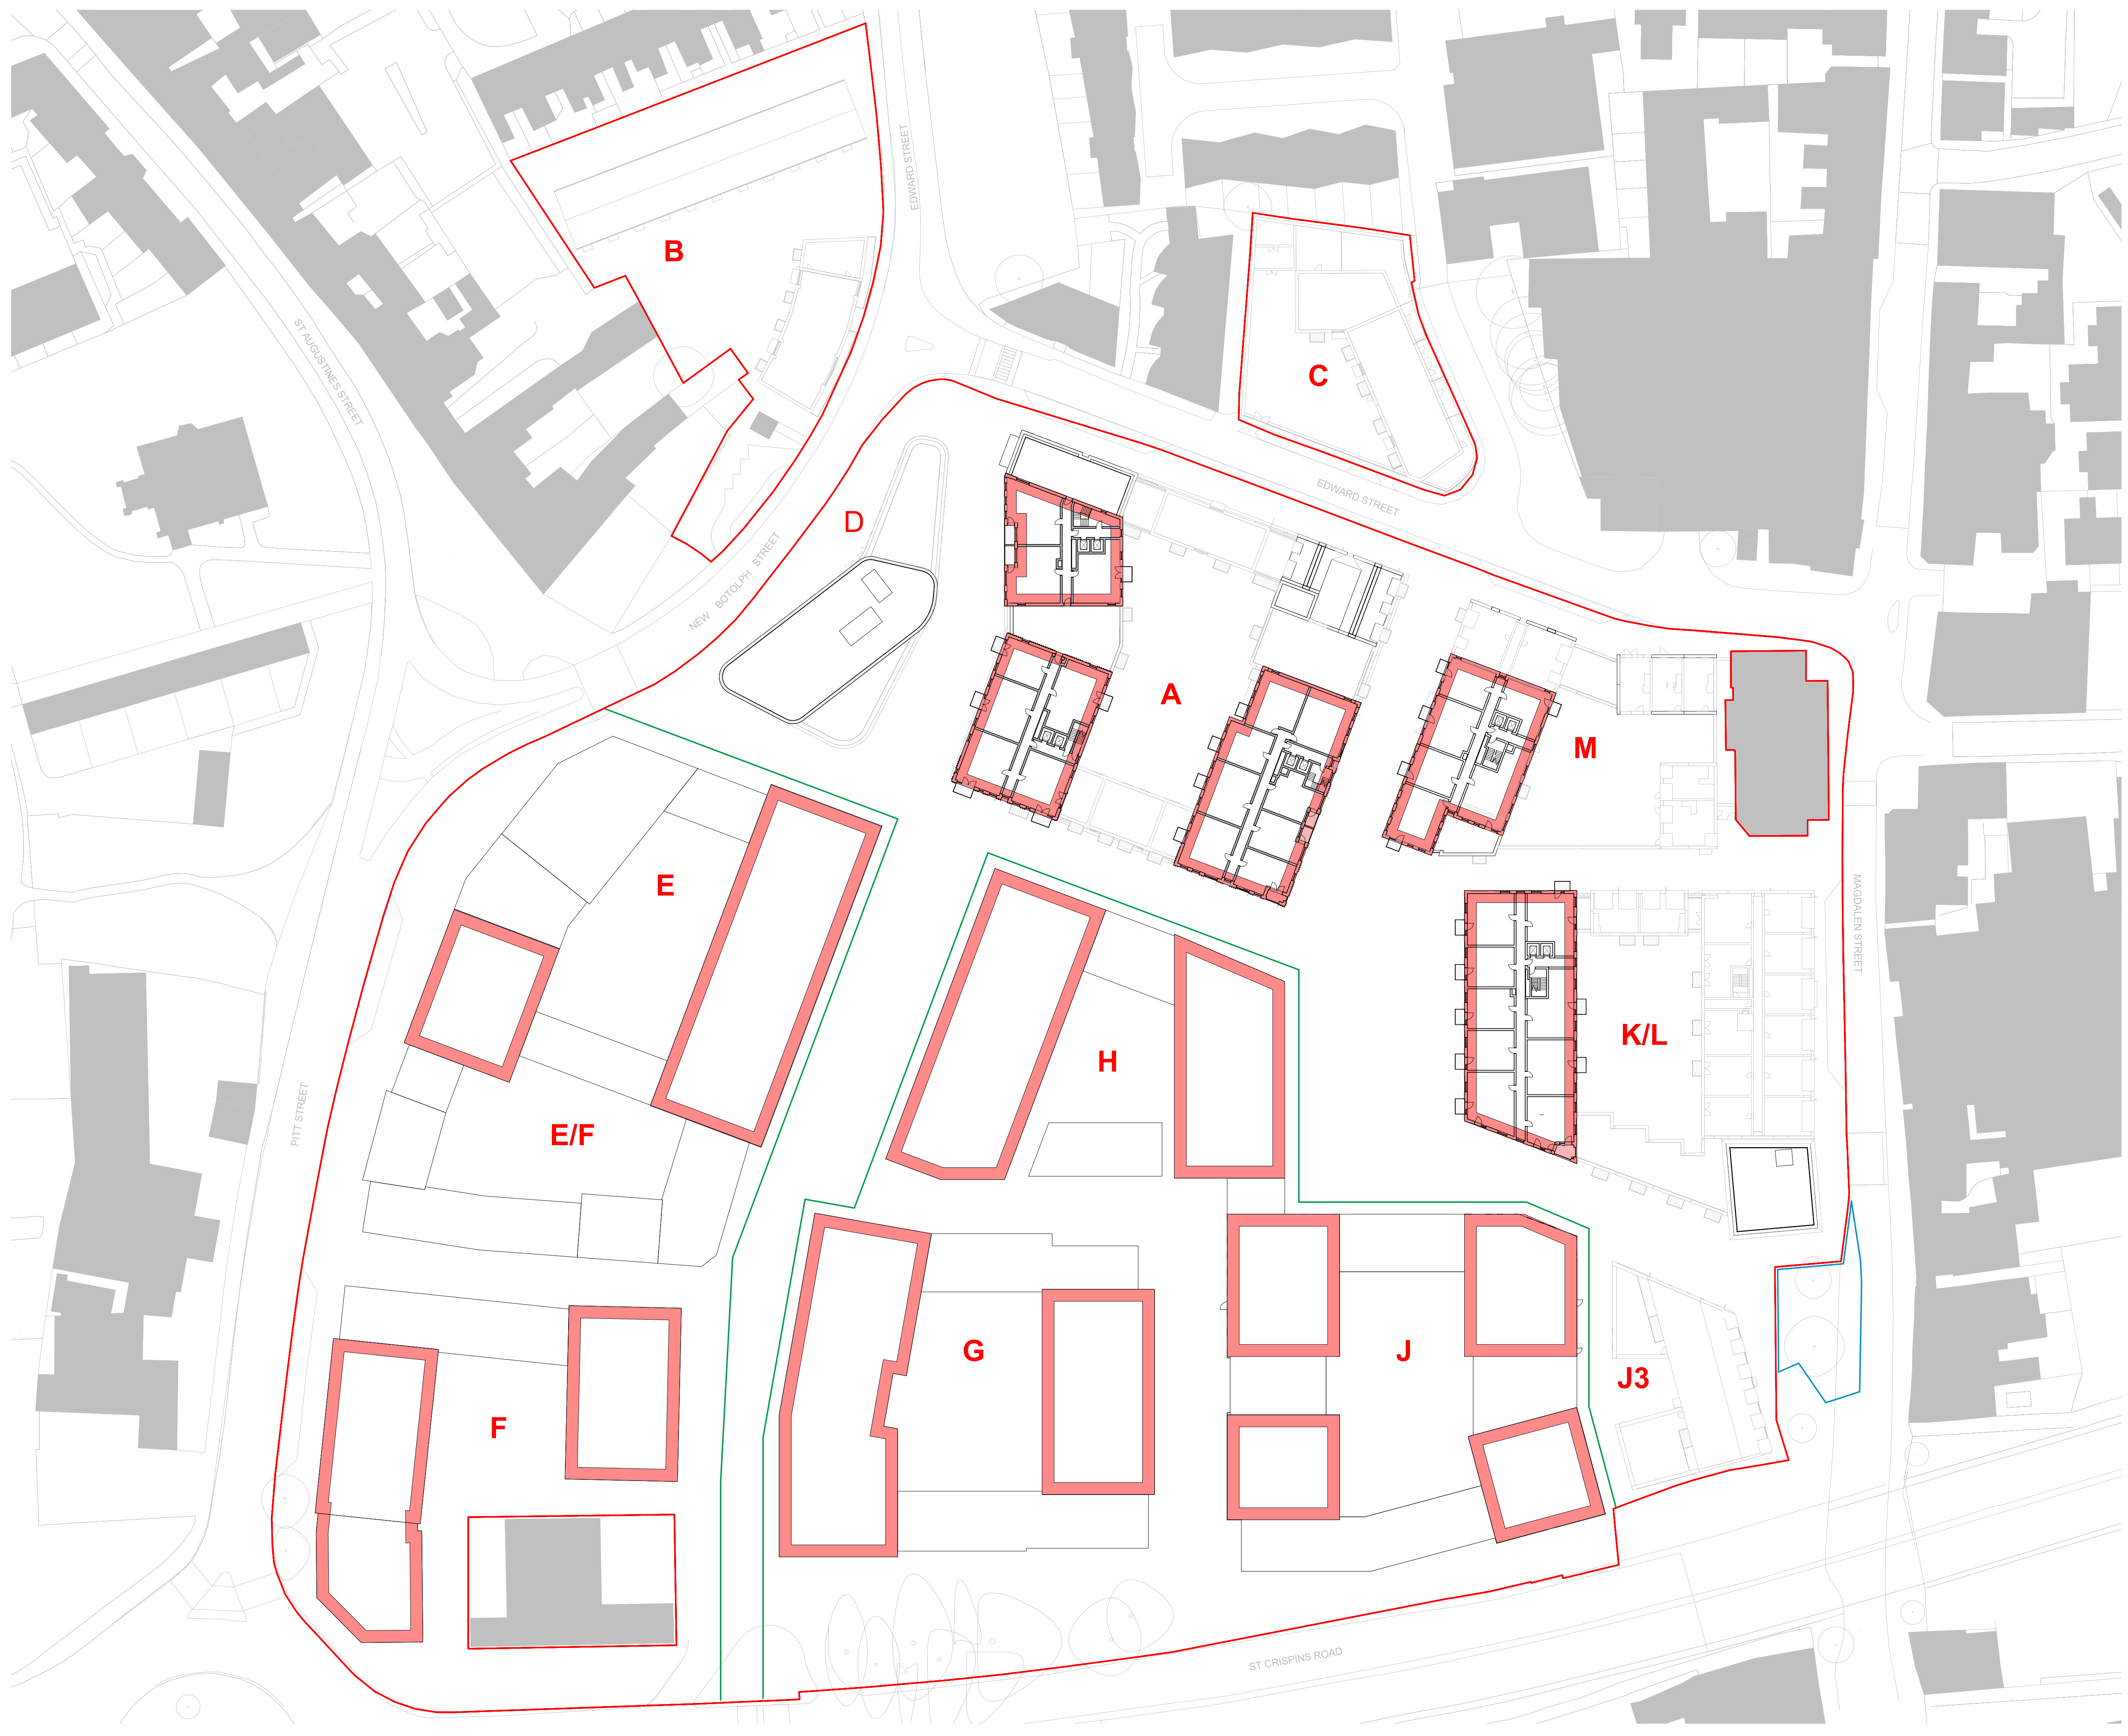 EDWARD STREET
B
ST AUGUSTINES STREET
C
EDWARD STREET
D
NEW BOTOLPH STREET
A
M
E
MAGDALEN STREET
K/L
H
PITT STREET
E/F
G
J
J3
F
ST CRISPINS ROAD